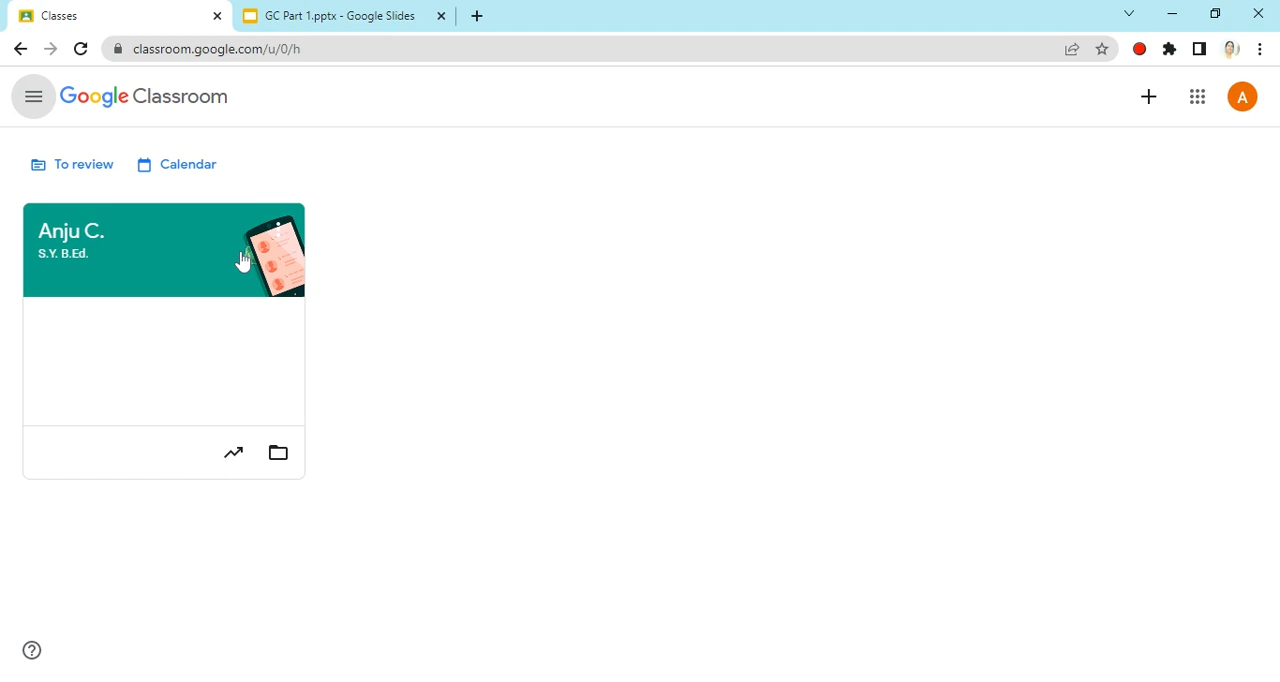 Classes
GC Part 1.pptx - Google Slides
classroom.google.com/u/0/h
Google Classroom
A
To review
Calendar
Anju C.
S.Y. B.Ed.